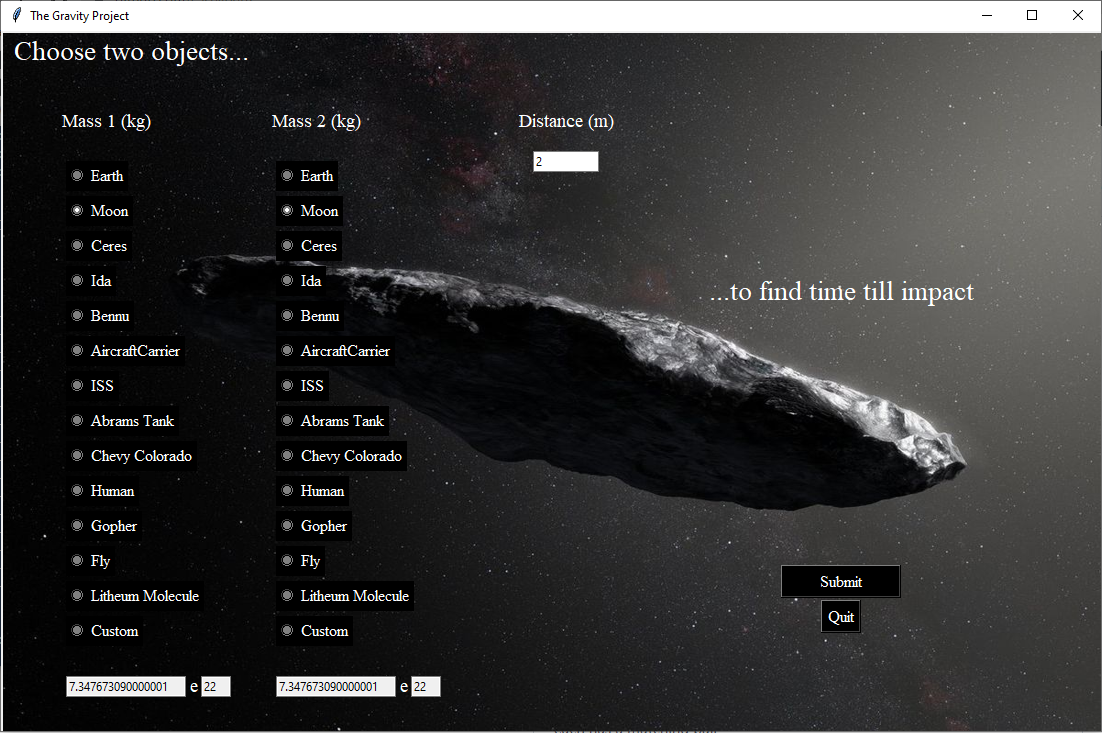 The Gravity Project
Choose two objects...
Mass 1 (kg)
Mass 2 (kg)
Distance (m)
2
Earth
Earth
Moon
Moon
Ceres
Ceres
Ida
Ida
...to find time till impact
Bennu
Bennu
AircraftCarrier
AircraftCarrier
ISS
ISS
Abrams Tank
Abrams Tank
Chevy Colorado
Chevy Colorado
Human
Human
Gopher
Gopher
Fly
Fly
Submit
Litheum Molecule
Litheum Molecule
Quit
Custom
Custom
7.347673090000001 e 22
7.347673090000001 e 22